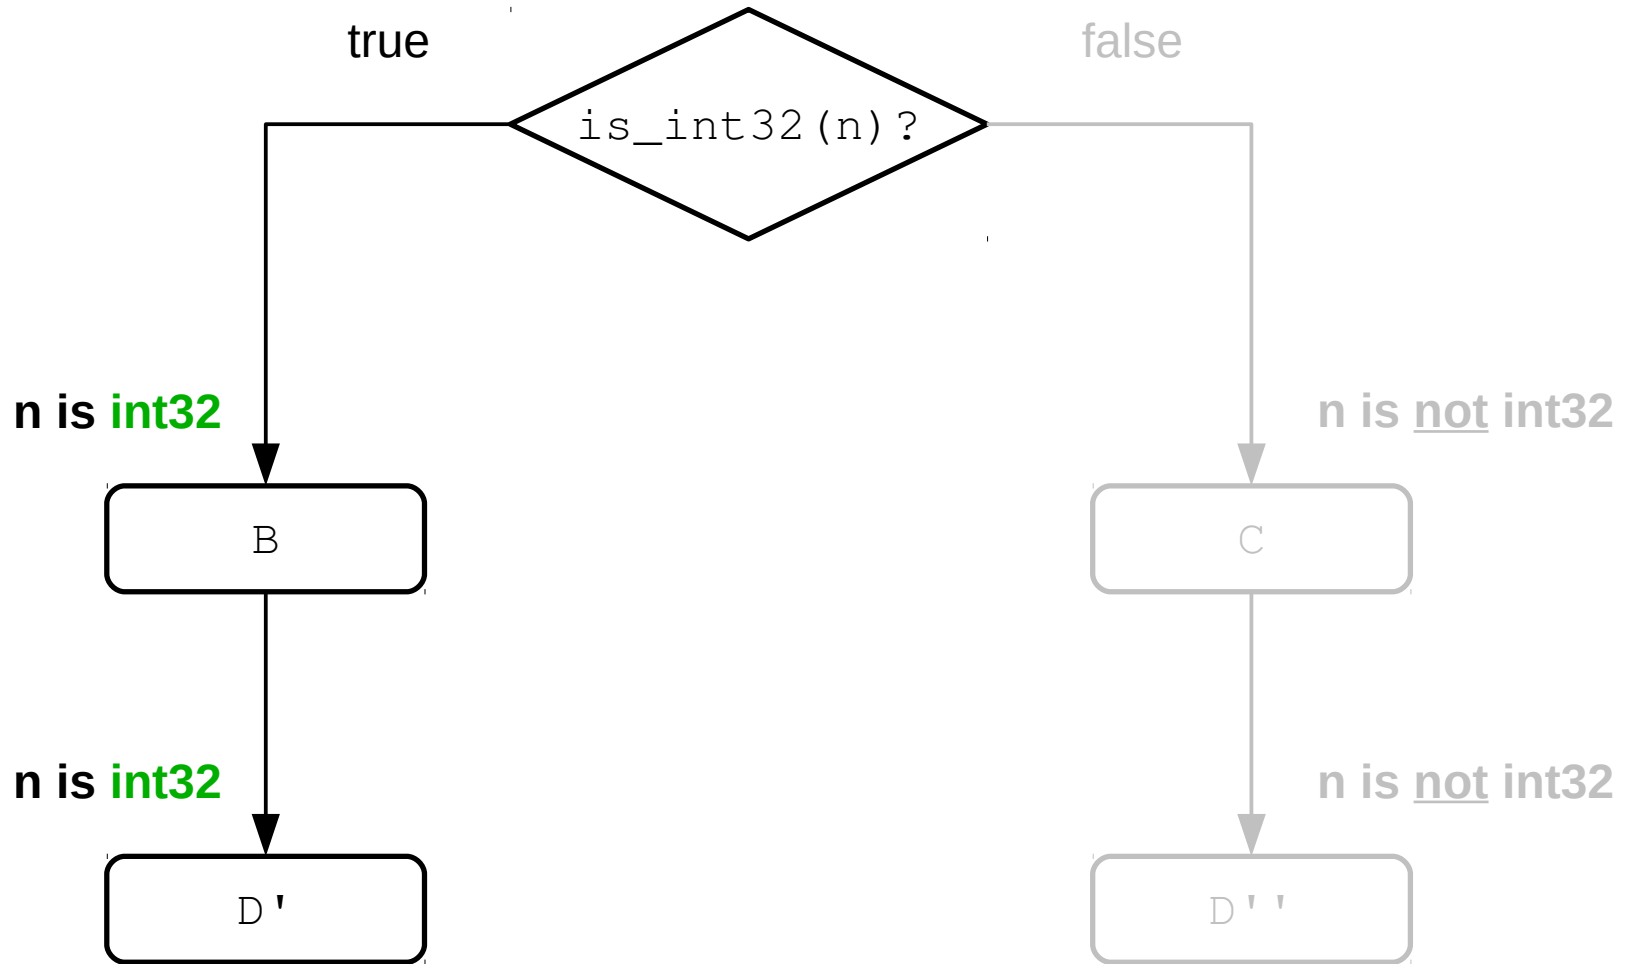 true
false
is_int32(n)?
n is int32
n is not int32
B
C
n is int32
n is not int32
D'
D''